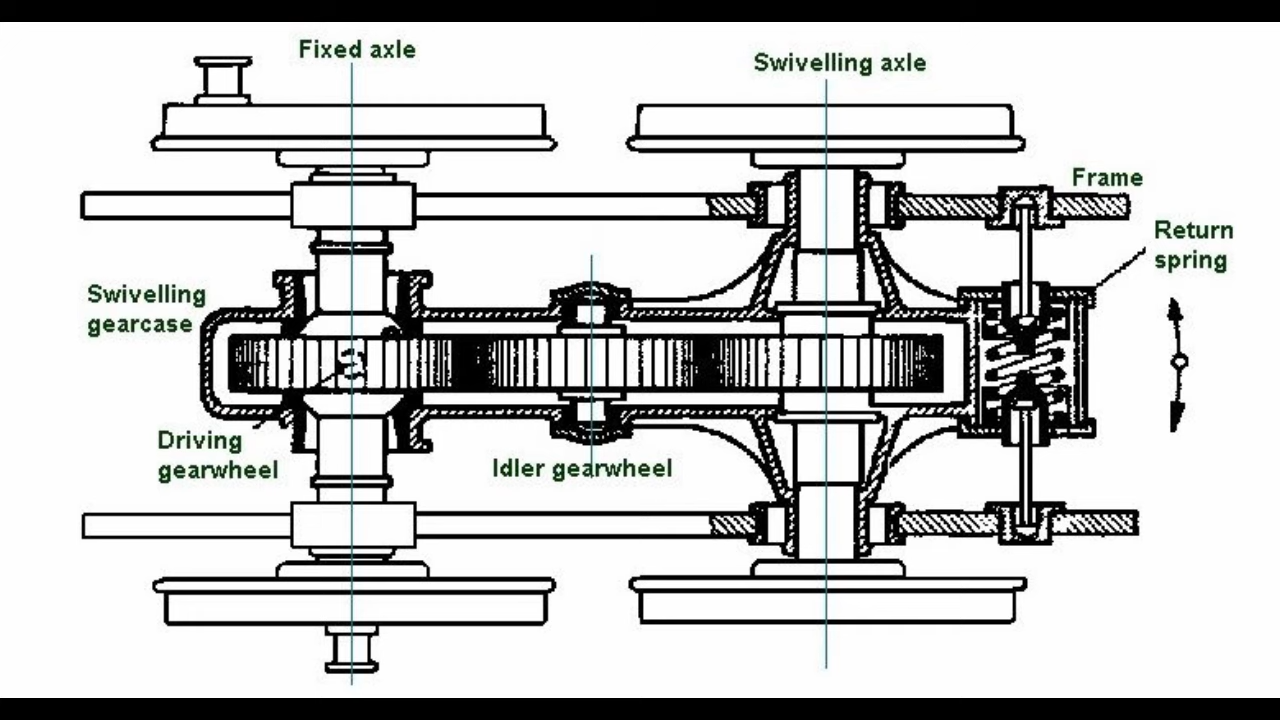 Fixed axle
Swivelling axle
Frame
Return
spring
Swivelling
gearcase
Driving
gearwheel
Idler gearwheel